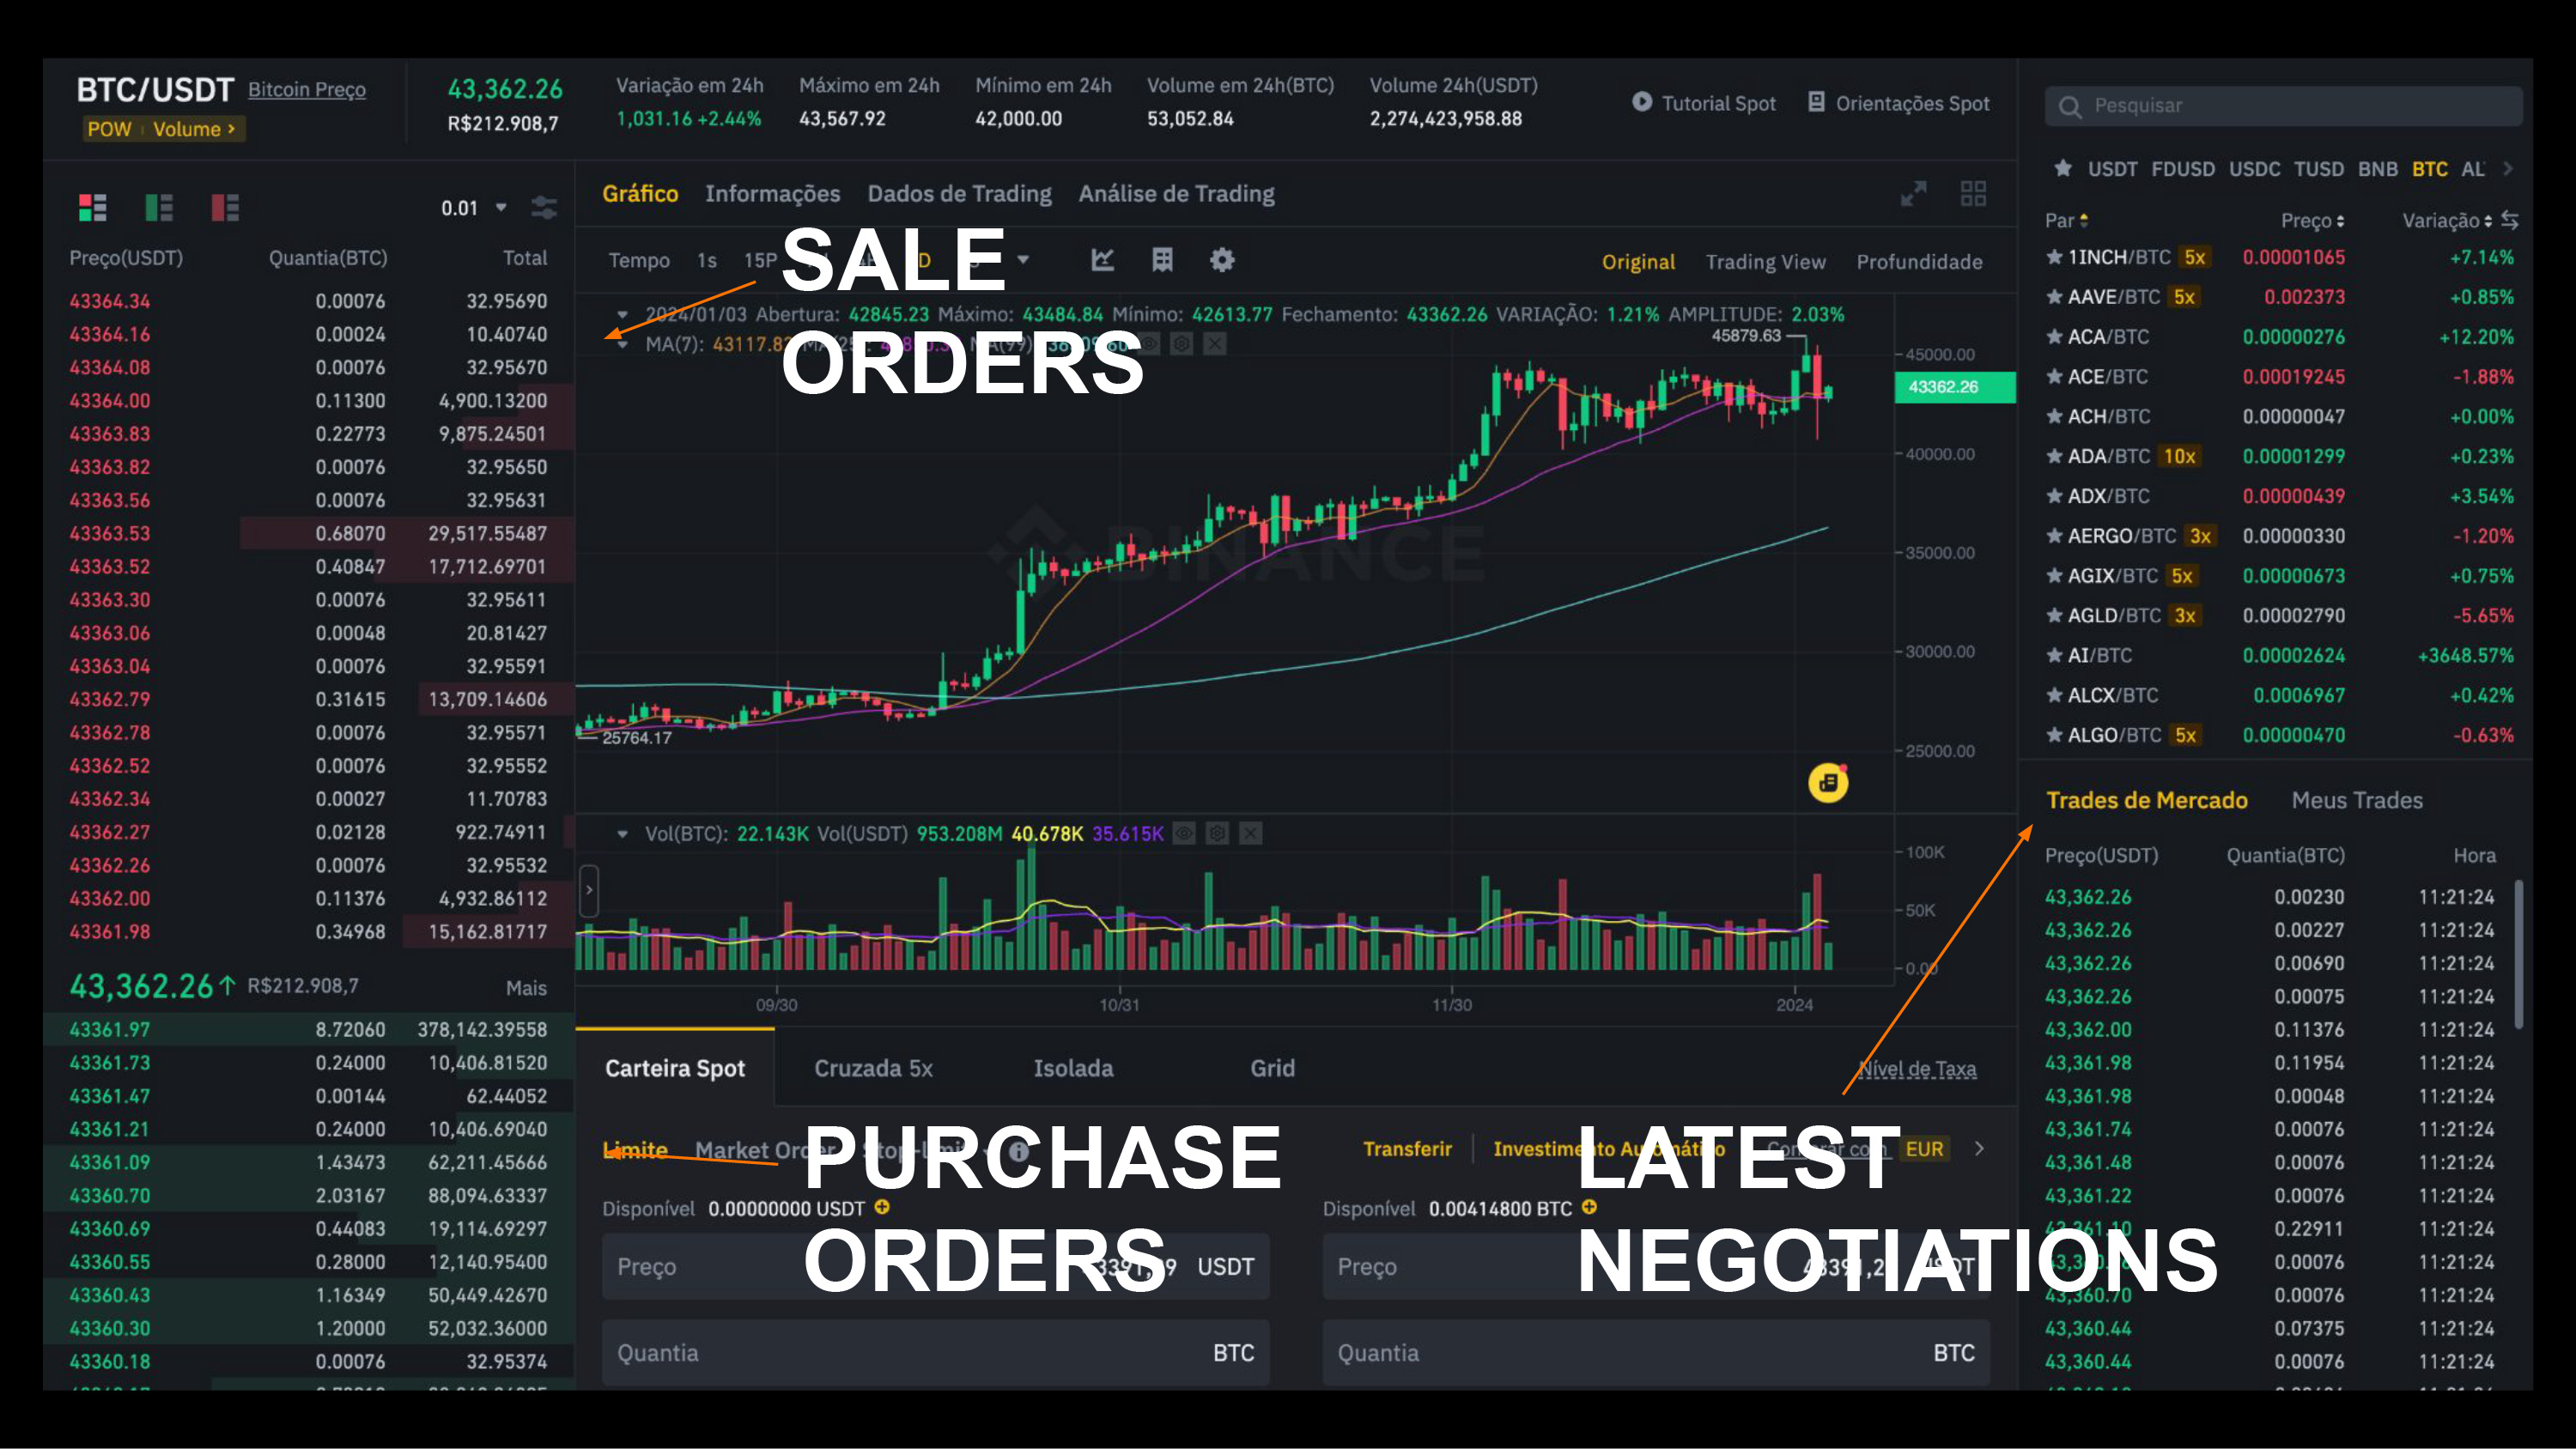 BTC/USDT Bitcoin Preço
POW Volume >
43,362.26
R$212.908,7
Variação em 24h
1,031.16 +2.44%
Máximo em 24h
43,567.92
Mínimo em 24h
42,000.00
Volume em 24h(BTC)
53,052.84
Volume 24h(USDT)
2,274,423,958.88
Tutorial Spot
Orientações Spot
0.01
Preço(USDT) Quantia(BTC) Total
43364.34 0.00076 32.95690
43364.16 0.00024 10.40740
43364.08 0.00076 32.95670
43364.00 0.11300 4,900.13200
43363.83 0.22773 9,875.24501
43363.82 0.00076 32.95650
43363.56 0.00076 32.95631
43363.53 0.68070 29,517.55487
43363.52 0.40847 17,712.69701
43363.30 0.00076 32.95611
43363.06 0.00048 20.81427
43363.04 0.00076 32.95591
43362.79 0.31615 13,709.14606
43362.78 0.00076 32.95571
43362.52 0.00076 32.95552
43362.34 0.00027 11.70783
43362.27 0.02128 922.74911
43362.26 0.00076 32.95532
43362.00 0.11376 4,932.86112
43361.98 0.34968 15,162.81717
43,362.26↑ R$212.908,7 Mais
43361.97 8.72060 378,142.39558
43361.73 0.24000 10,406.81520
43361.47 0.00144 62.44052
43361.21 0.24000 10,406.69040
43361.09 1.43473 62,211.45666
43360.70 2.03167 88,094.63337
43360.69 0.44083 19,114.69297
43360.55 0.28000 12,140.95400
43360.43 1.16349 50,449.42670
43360.30 1.20000 52,032.36000
43360.18 0.00076 32.95374
Gráfico Informações Dados de Trading Análise de Trading
Tempo 1s 15P D
Original Trading View Profundidade
SALE
ORDERS
2024/01/03 Abertura: 42845.23 Máximo: 43484.84 Mínimo: 42613.77 Fechamento: 43362.26 VARIAÇÃO: 1.21% AMPLITUDE: 2.03%
MA(7):
45879.63
45000.00
43362.26
40000.00
35000.00
30000.00
25000.00
BINANCE
25764.17
Vol(BTC): 22.143K Vol(USDT) 953.208M 40.678K 35.615K
100K
50K
0.00
09/30 10/31 11/30 2024
Carteira Spot Cruzada 5x Isolada Grid Nível de Taxa
Limite Market
Transferir EUR
PURCHASE
ORDERS
LATEST
NEGOTIATIONS
Disponível 0.00000000 USDT
Preço USDT
Quantia BTC
Disponível 0.00414800 BTC
Preço
Quantia BTC
Pesquisar
USDT FDUSD USDC TUSD BNB BTC AL
Par Preço Variação
1INCH/BTC 5x 0.00001065 +7.14%
AAVE/BTC 5x 0.002373 +0.85%
ACA/BTC 0.00000276 +12.20%
ACE/BTC 0.00019245 -1.88%
ACH/BTC 0.00000047 +0.00%
ADA/BTC 10x 0.00001299 +0.23%
ADX/BTC 0.00000439 +3.54%
AERGO/BTC 3x 0.00000330 -1.20%
AGIX/BTC 5x 0.00000673 +0.75%
AGLD/BTC 3x 0.00002790 -5.65%
AI/BTC 0.00002624 +3648.57%
ALCX/BTC 0.0006967 +0.42%
ALGO/BTC 5x 0.00000470 -0.63%
Trades de Mercado Meus Trades
Preço(USDT) Quantia(BTC) Hora
43,362.26 0.00230 11:21:24
43,362.26 0.00227 11:21:24
43,362.26 0.00690 11:21:24
43,362.26 0.00075 11:21:24
43,362.00 0.11376 11:21:24
43,361.98 0.11954 11:21:24
43,361.98 0.00048 11:21:24
43,361.74 0.00076 11:21:24
43,361.48 0.00076 11:21:24
43,361.22 0.00076 11:21:24
43,361.10 0.22911 11:21:24
0.00076 11:21:24
43,360.70 0.00076 11:21:24
43,360.44 0.07375 11:21:24
43,360.44 0.00076 11:21:24